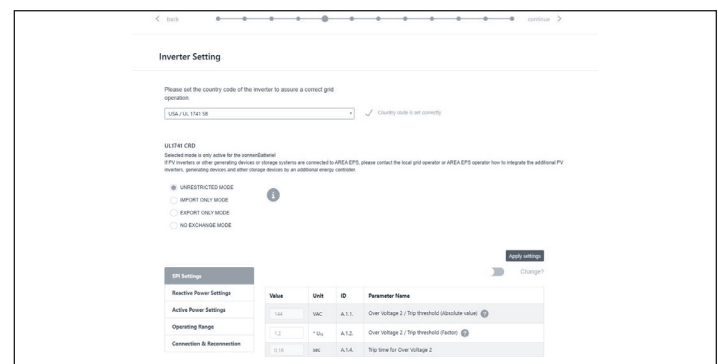 back
continue
Inverter Setting
Please set the country code of the inverter to assure a correct grid
operation.
USA / UL 1741 SB
Country code is set correctly
UL1741 CRD
Selected mode is only active for the sonnenBatterie!
If PV inverters or other generating devices or storage systems are connected to AREA EPS, please contact the local grid operator or AREA EPS operator how to integrate the additional PV
inverters, generating devices and other storage devices by an additional energy controler.
UNRESTRICTED MODE
IMPORT ONLY MODE
EXPORT ONLY MODE
NO EXCHANGE MODE
Apply settings
Change?
SPI Settings
Reactive Power Settings
Active Power Settings
Operating Range
Connection & Reconnection
Value Unit ID Parameter Name
144 VAC A.1.1. Over Voltage 2 / Trip threshold (Absolute value)
1.2 * Un A.1.2. Over Voltage 2 / Trip threshold (Factor)
0.16 sec A.1.4. Trip time for Over Voltage 2